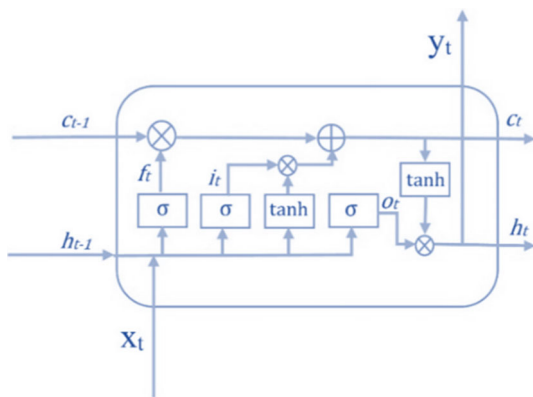 yₜ
cₜ₋₁ cₜ
fₜ iₜ tanh
σ σ tanh σ oₜ
hₜ₋₁ hₜ
xₜ